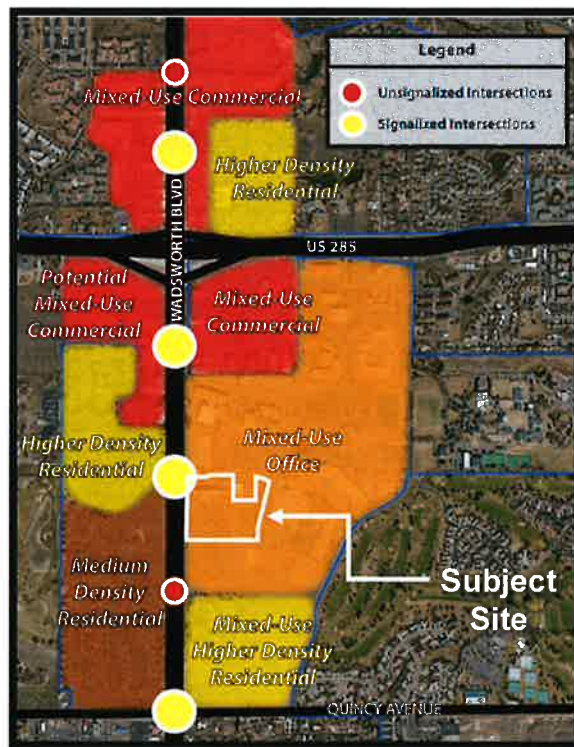 Legend
Unsignalized Intersections
Signalized Intersections
Mixed-Use Commercial
Higher Density
Residential
WADSWORTH BLVD
US 285
Potential
Mixed-Use
Commercial
Mixed-Use
Commercial
Higher Density
Residential
Mixed-Use
Office
Medium
Density
Residential
Subject
Site
Mixed-Use
Higher Density
Residential
QUINCY AVENUE